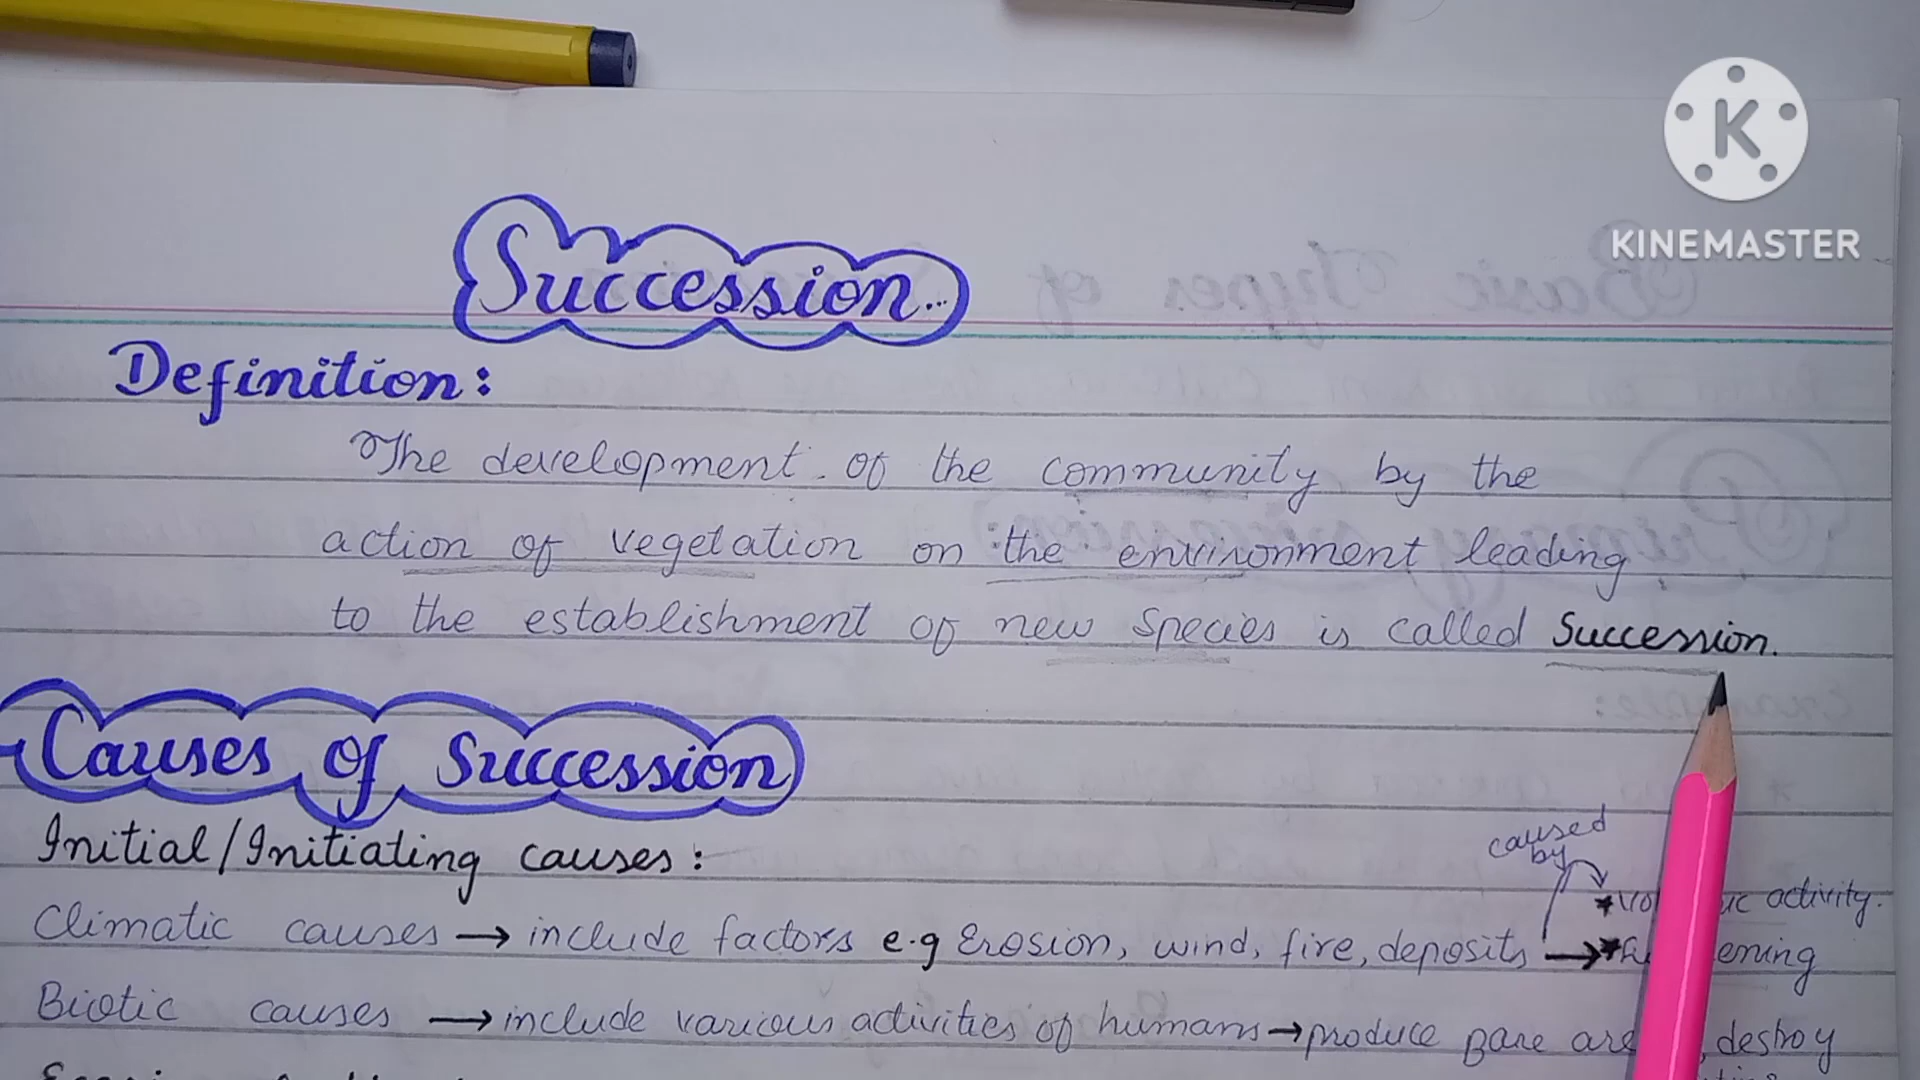 KINEMASTER
Succession...
Definition:
The development of the community by the
action of vegetation on the environment leading
to the establishment of new species is called Succession.
Causes of Succession
Initial/Initiating causes:
caused
by
activity.
Climatic causes → include factors e.g Erosion, wind, fire, deposits →
Biotic causes → include various activities of humans → produce bare destroy